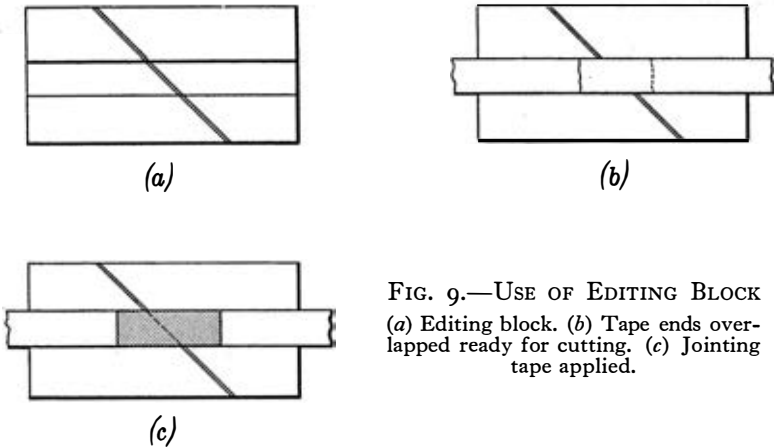 (a)
(b)
(c)
FIG. 9.—USE OF EDITING BLOCK
(a) Editing block. (b) Tape ends over-
lapped ready for cutting. (c) Jointing
tape applied.